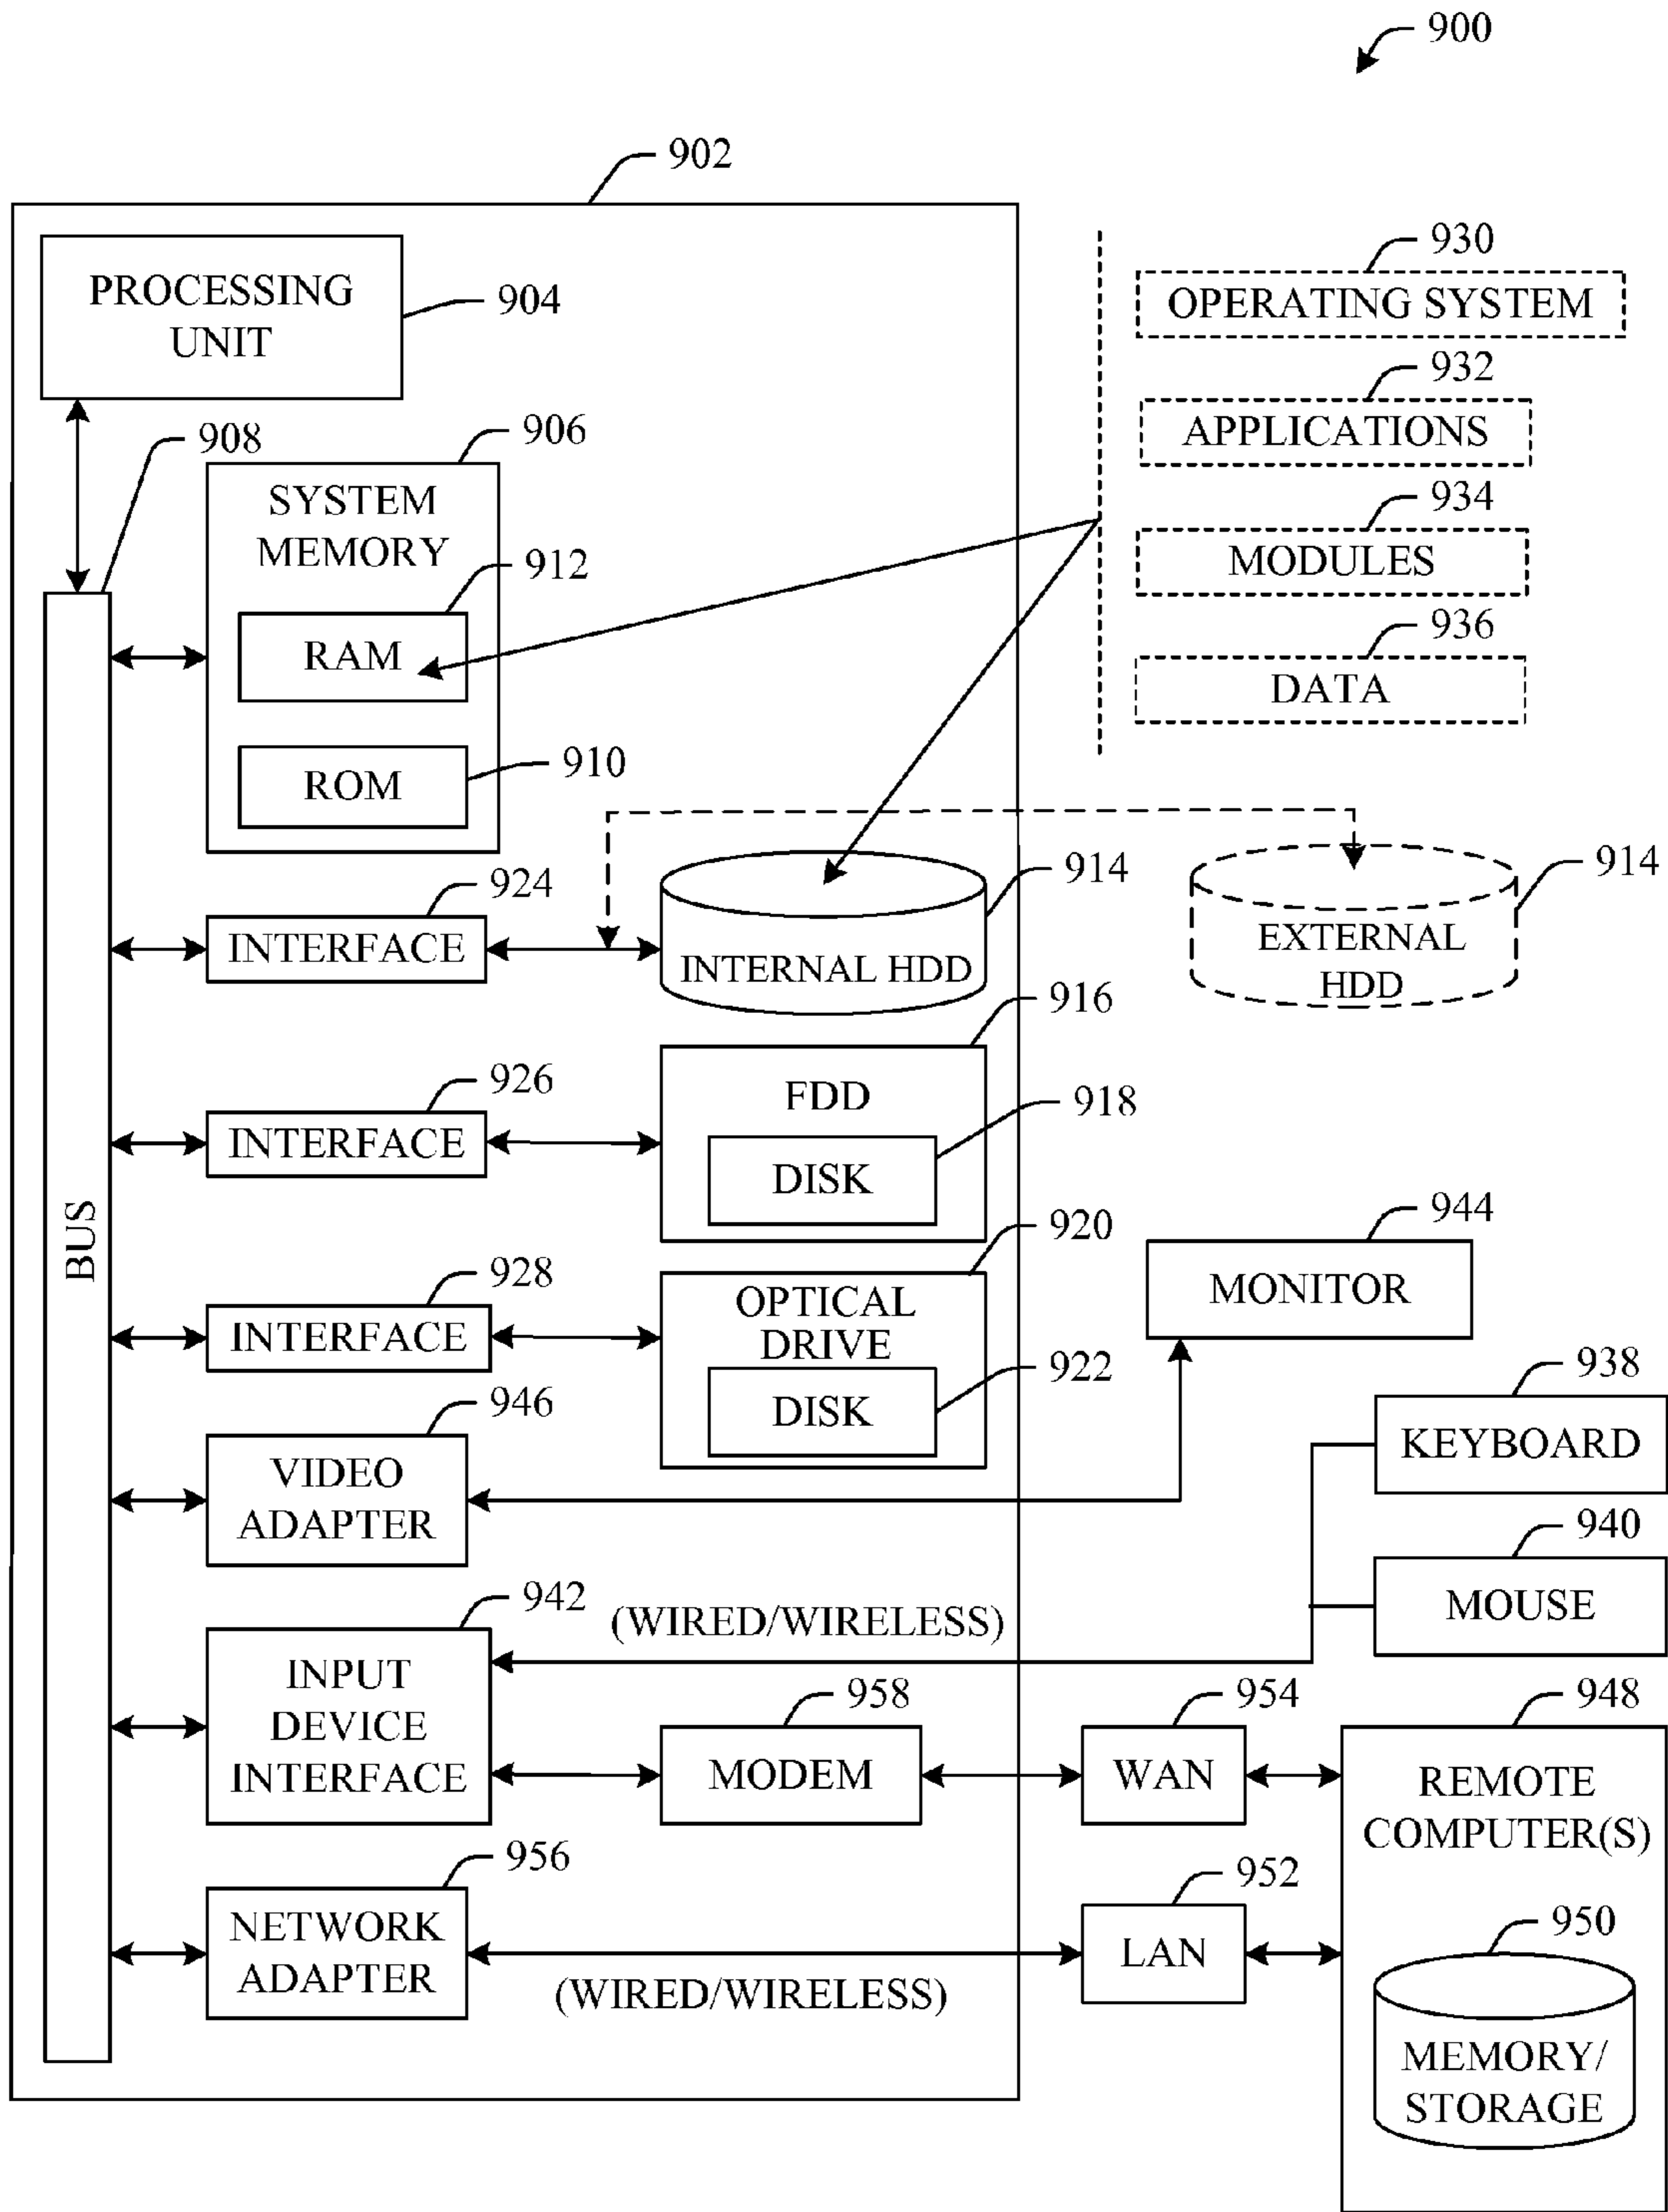 900
902
PROCESSING
UNIT
904
908
906
SYSTEM
MEMORY
912
RAM
ROM
910
930
OPERATING SYSTEM
932
APPLICATIONS
934
MODULES
936
DATA
924
INTERFACE
914
INTERNAL HDD
914
EXTERNAL
HDD
926
INTERFACE
916
FDD
918
DISK
BUS
928
INTERFACE
920
OPTICAL
DRIVE
922
DISK
944
MONITOR
946
VIDEO
ADAPTER
938
KEYBOARD
940
MOUSE
942
INPUT
DEVICE
INTERFACE
(WIRED/WIRELESS)
958
MODEM
954
WAN
948
REMOTE
COMPUTER(S)
956
NETWORK
ADAPTER
(WIRED/WIRELESS)
952
LAN
950
MEMORY/
STORAGE